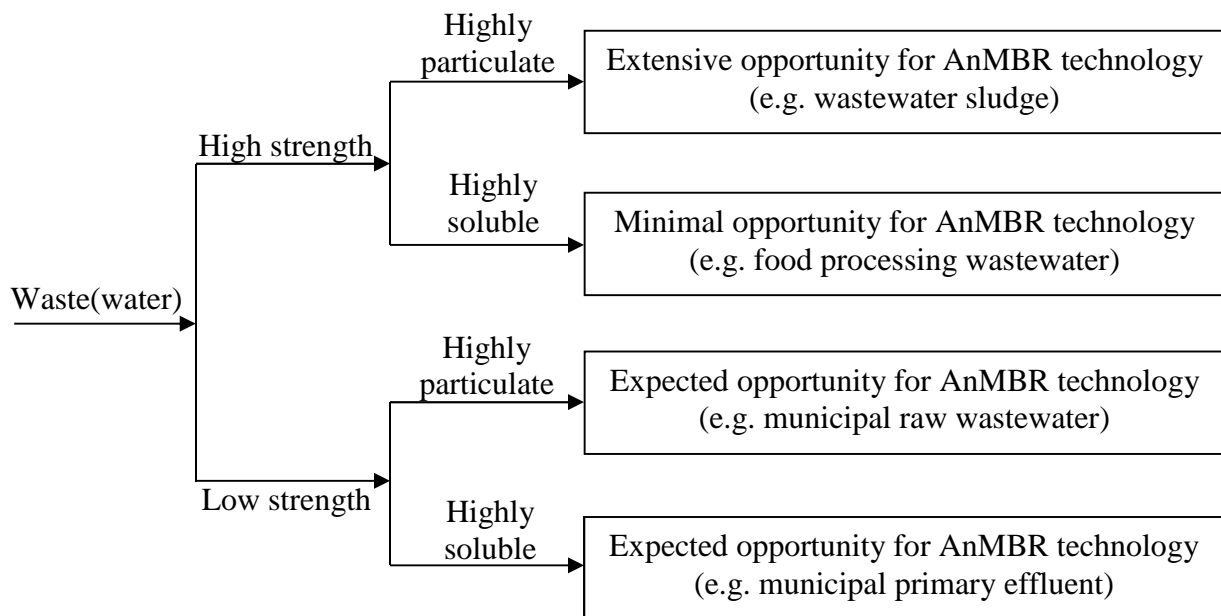 Highly
particulate
Extensive opportunity for AnMBR technology
(e.g. wastewater sludge)
High strength
Highly
soluble
Minimal opportunity for AnMBR technology
(e.g. food processing wastewater)
Waste(water)
Highly
particulate
Expected opportunity for AnMBR technology
(e.g. municipal raw wastewater)
Low strength
Highly
soluble
Expected opportunity for AnMBR technology
(e.g. municipal primary effluent)